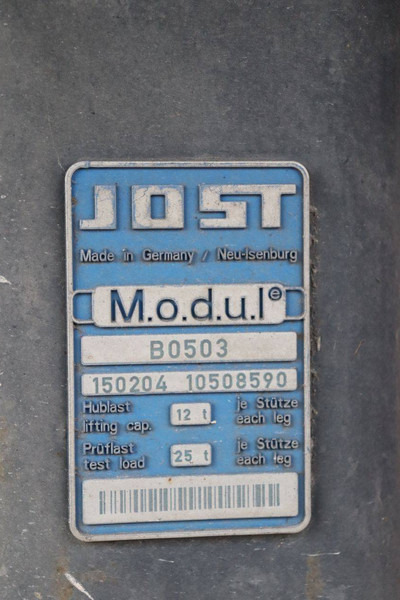 JOST
Made in Germany / Neu-Isenburg
M.o.d.u.l e
B0503
150204 10508590
Hublast 12 t je Stütze
lifting cap. each leg
Prüflast 25 t je Stütze
test load each leg